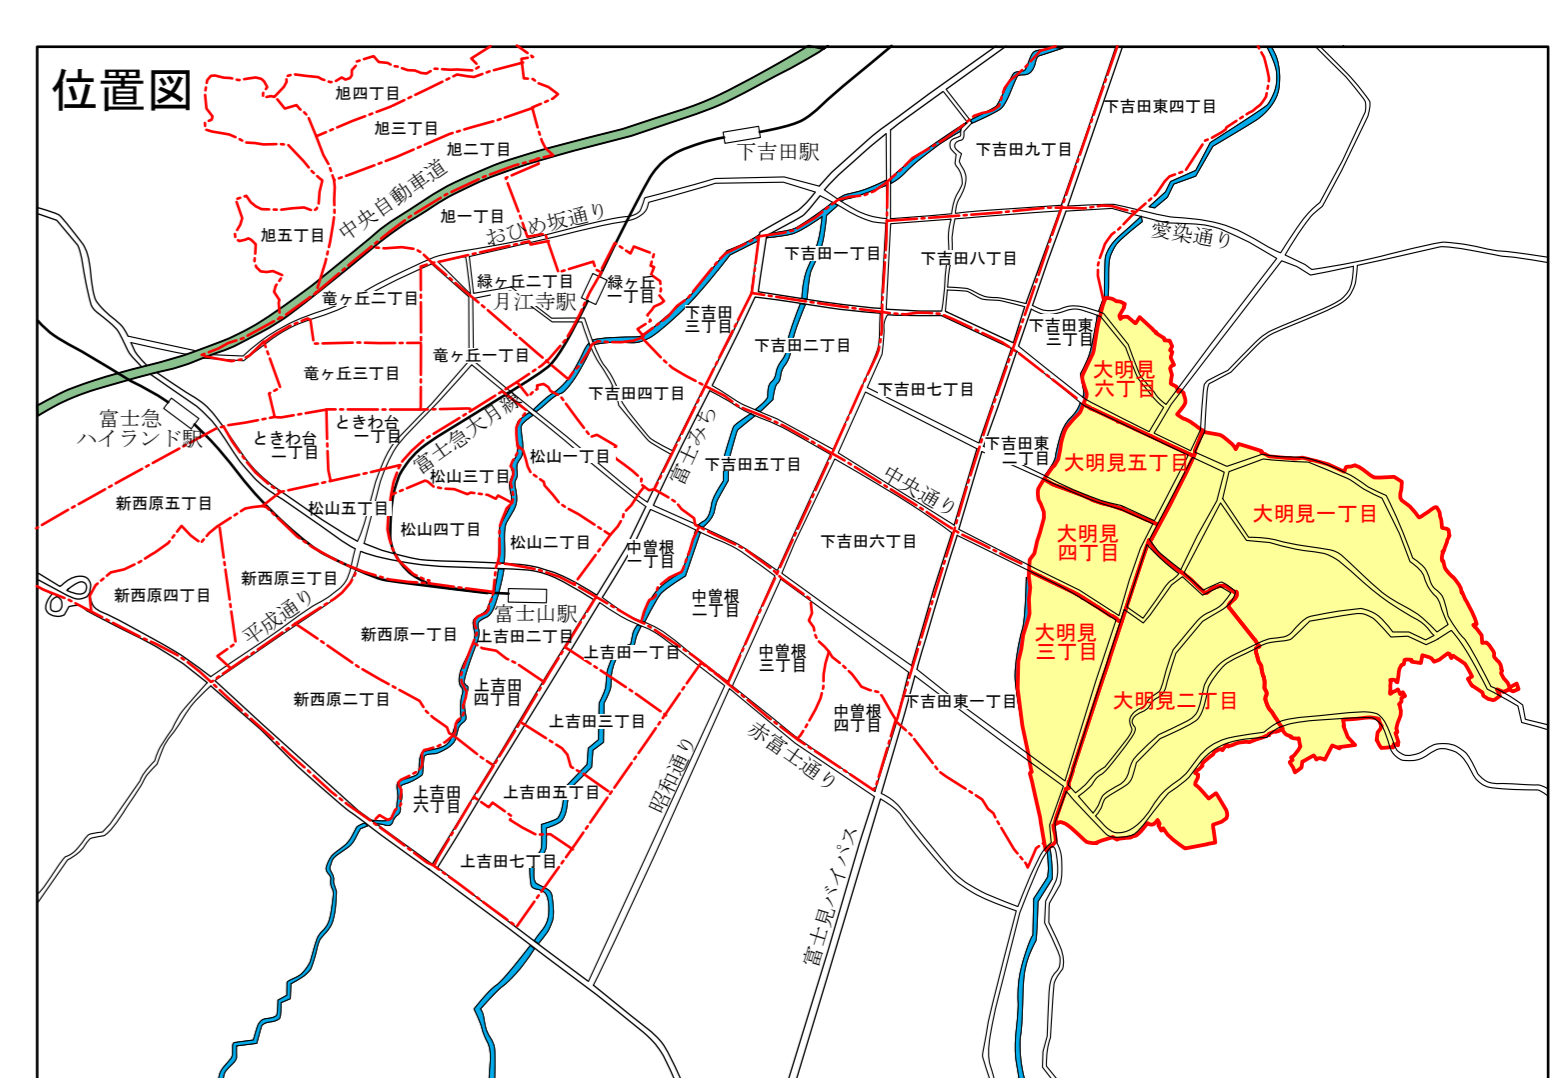 位置図
旭四丁目
旭三丁目
旭二丁目
中央自動車道
旭一丁目
旭五丁目
おひめ坂通り
下吉田駅
下吉田九丁目
下吉田東四丁目
愛染通り
竜ヶ丘二丁目
緑ヶ丘二丁目
月江寺駅
緑ヶ丘
一丁目
下吉田
三丁目
下吉田一丁目
下吉田八丁目
下吉田東
三丁目
竜ヶ丘一丁目
竜ヶ丘三丁目
下吉田二丁目
下吉田四丁目
下吉田七丁目
大明見
六丁目
富士急
ハイランド駅
ときわ台
二丁目
ときわ台
一丁目
富士急大月線
富士みち
松山一丁目
松山三丁目
下吉田五丁目
中央通り
下吉田東
二丁目
大明見五丁目
大明見一丁目
新西原五丁目
松山五丁目
松山四丁目
松山二丁目
中曽根
一丁目
下吉田六丁目
大明見
四丁目
新西原三丁目
新西原四丁目
平成通り
富士山駅
中曽根
二丁目
新西原一丁目
上吉田二丁目
上吉田一丁目
中曽根
三丁目
大明見
三丁目
新西原二丁目
上吉田
四丁目
上吉田三丁目
中曽根
四丁目
下吉田東一丁目
大明見二丁目
赤富士通り
昭和通り
上吉田
六丁目
上吉田五丁目
上吉田七丁目
富士見バイパス